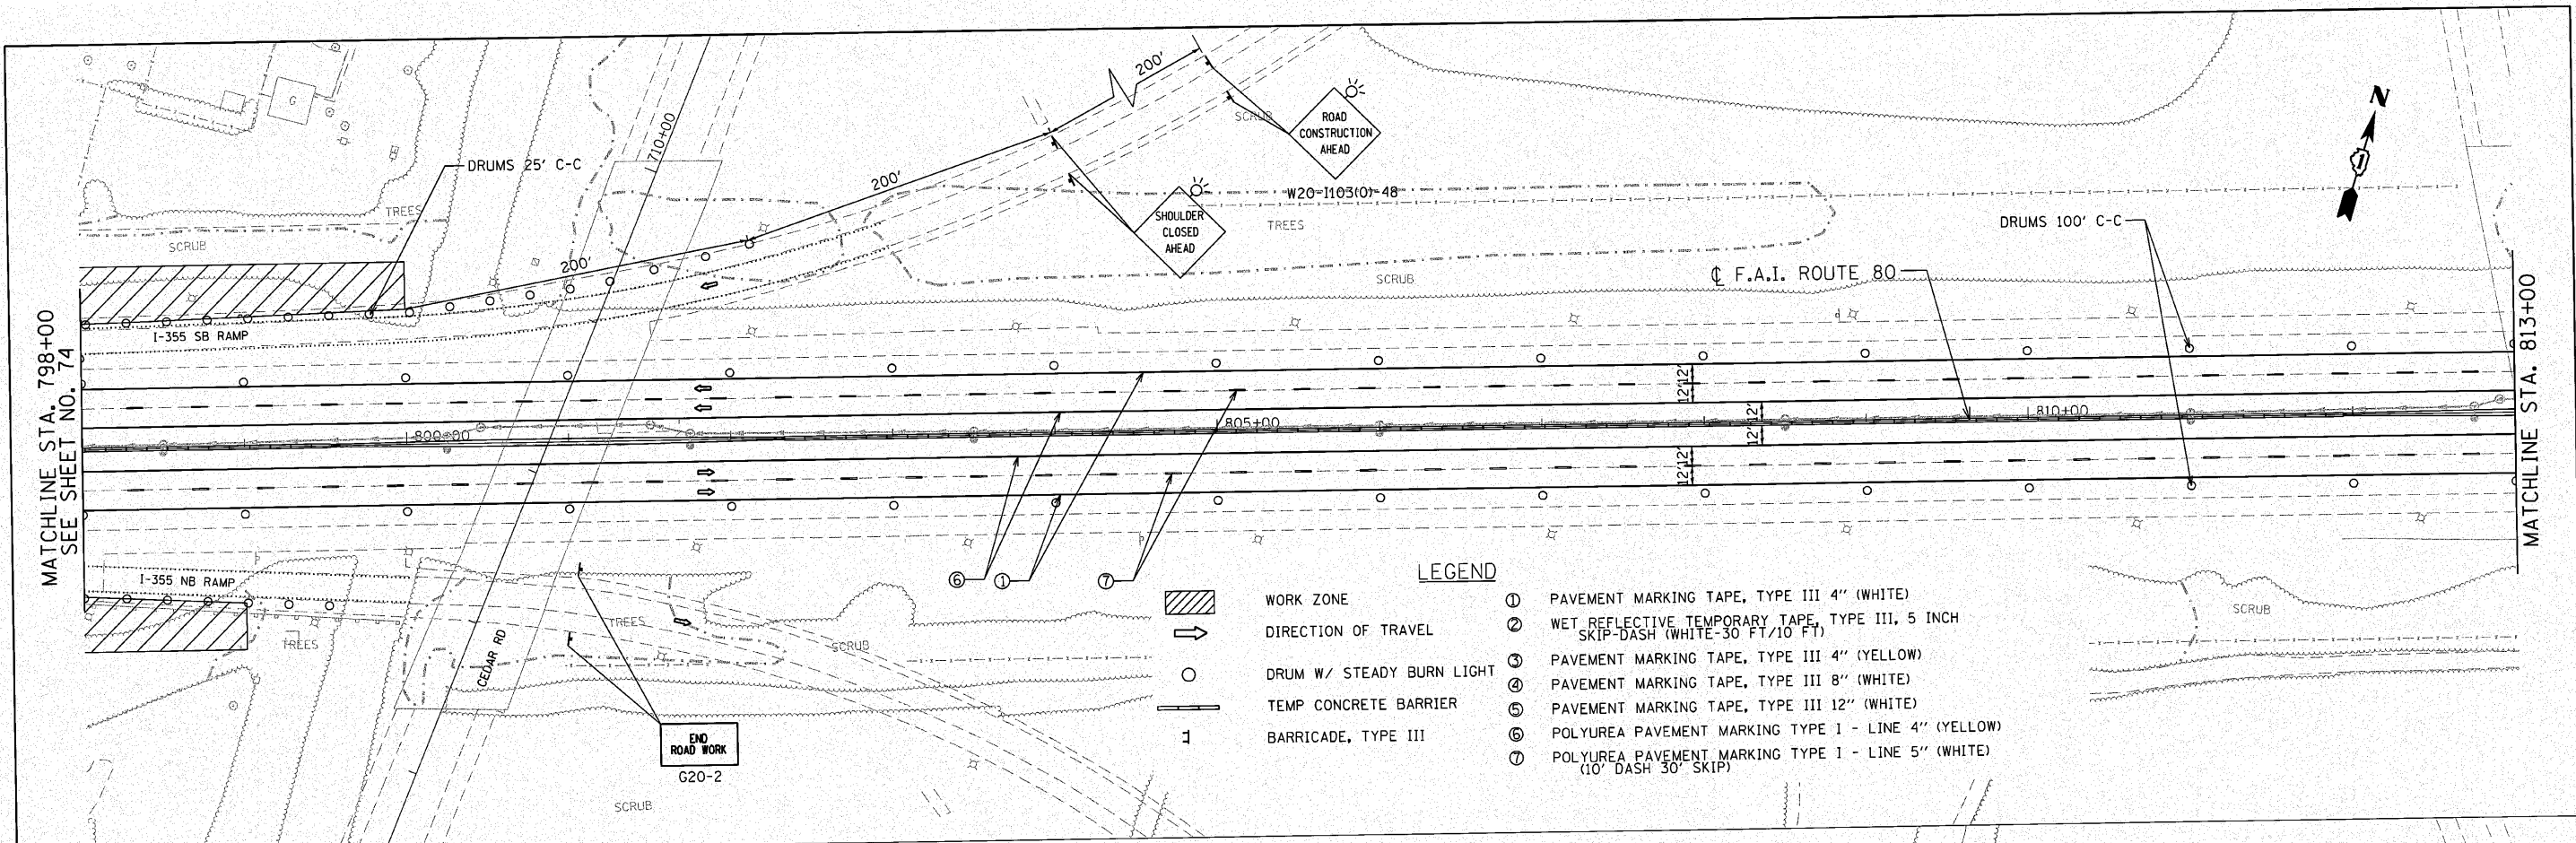 200'
710+00
ROAD
CONSTRUCTION
AHEAD
N
1
G
DRUMS 25' C-C
200'
W20-I103(0)-48
SCRUB
TREES
SHOULDER
CLOSED
AHEAD
TREES
DRUMS 100' C-C
SCRUB
200'
SCRUB
℄ F.A.I. ROUTE 80
MATCHLINE STA. 798+00
SEE SHEET NO. 74
I-355 SB RAMP
MATCHLINE STA. 813+00
12' 12'
12' 12'
12' 12'
800+00
805+00
810+00
I-355 NB RAMP
TREES
CEDAR RD
TREES
SCRUB
SCRUB
END
ROAD WORK
G20-2
SCRUB
⑥ ① ⑦
LEGEND
WORK ZONE
DIRECTION OF TRAVEL
DRUM W/ STEADY BURN LIGHT
TEMP CONCRETE BARRIER
BARRICADE, TYPE III
① PAVEMENT MARKING TAPE, TYPE III 4" (WHITE)
② WET REFLECTIVE TEMPORARY TAPE, TYPE III, 5 INCH
SKIP-DASH (WHITE-30 FT/10 FT)
③ PAVEMENT MARKING TAPE, TYPE III 4" (YELLOW)
④ PAVEMENT MARKING TAPE, TYPE III 8" (WHITE)
⑤ PAVEMENT MARKING TAPE, TYPE III 12" (WHITE)
⑥ POLYUREA PAVEMENT MARKING TYPE I - LINE 4" (YELLOW)
⑦ POLYUREA PAVEMENT MARKING TYPE I - LINE 5" (WHITE)
(10' DASH 30' SKIP)